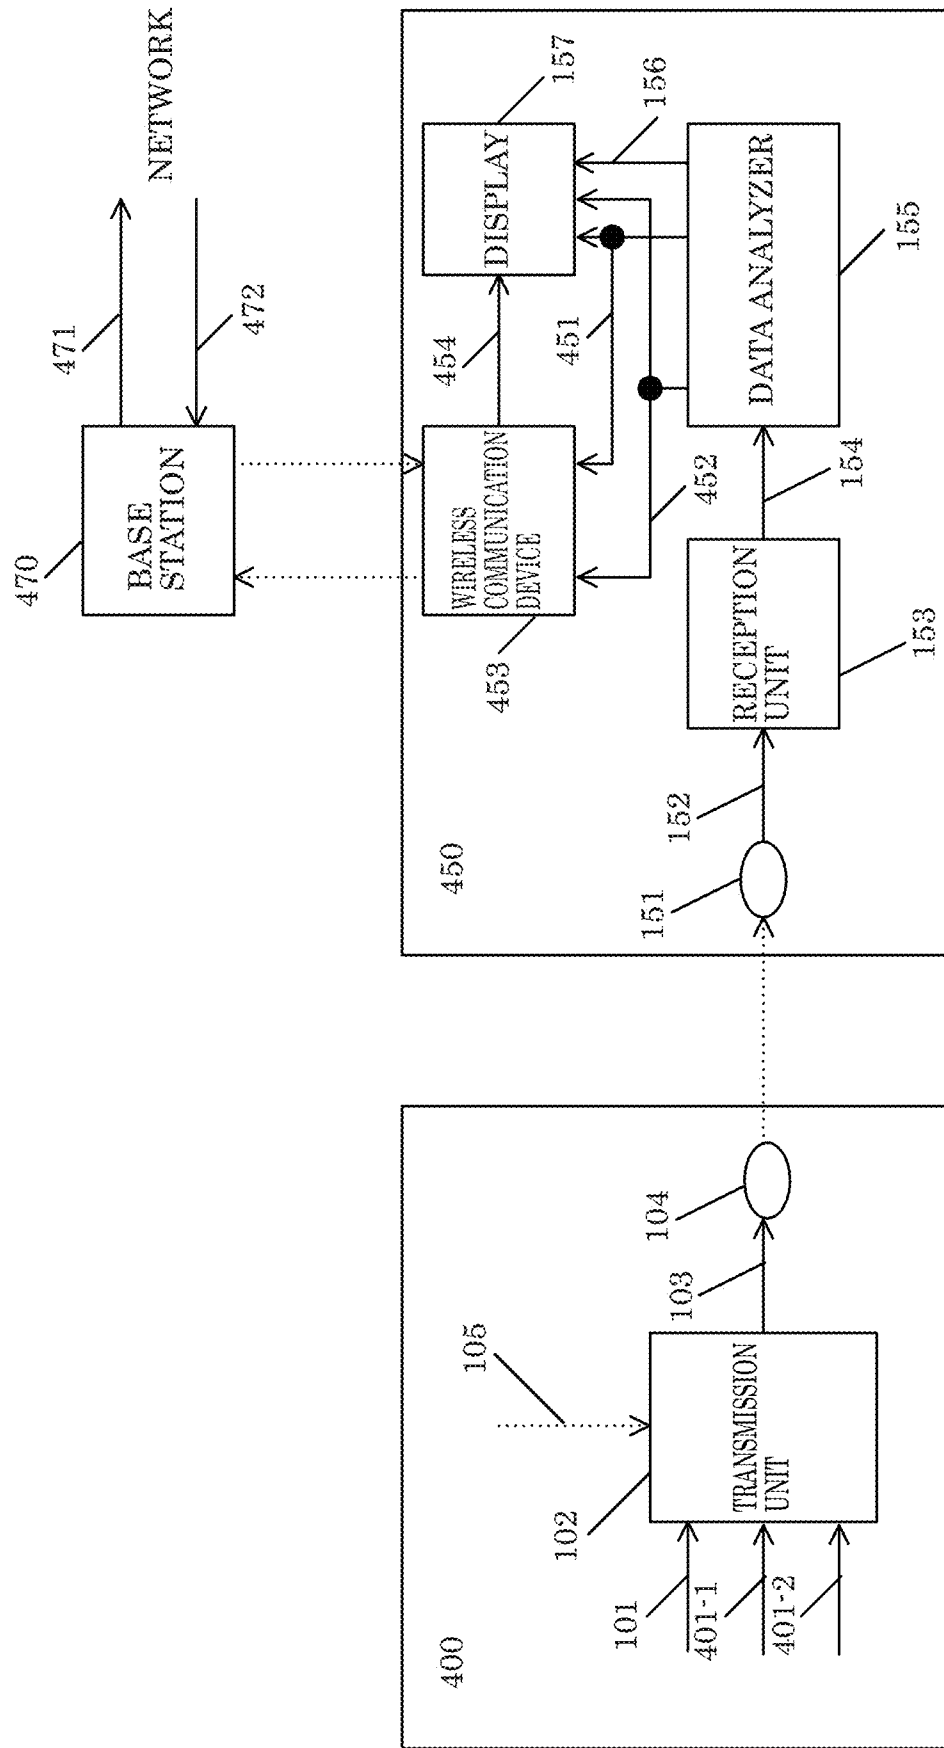 400
101
401-1
401-2
102
TRANSMISSION
UNIT
105
103
104
450
151
152
RECEPTION
UNIT
153
154
DATA ANALYZER
155
156
DISPLAY
157
451
452
WIRELESS
COMMUNICATION
DEVICE
453
454
470
BASE
STATION
471
472
NETWORK